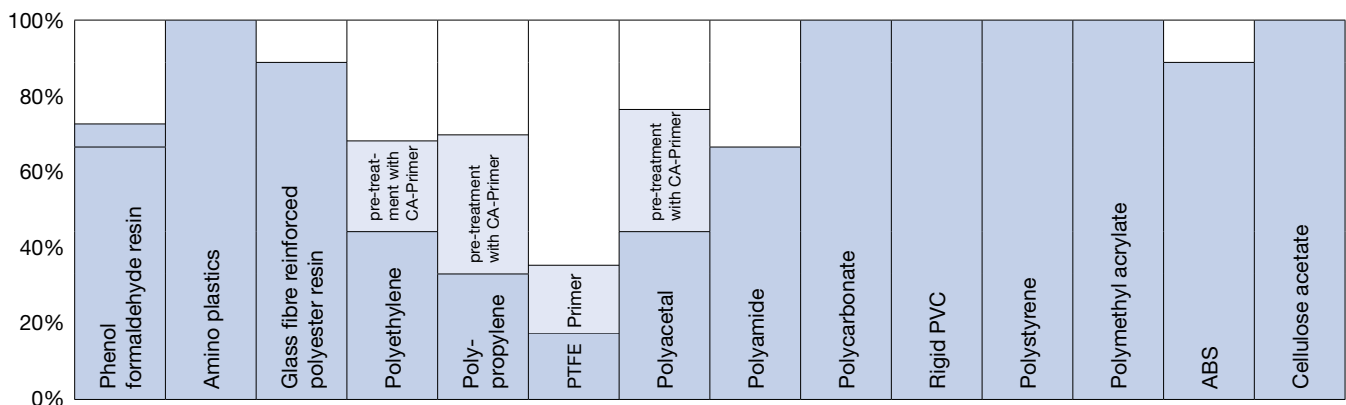 100%
80%
60%
40%
20%
0%
Phenol
formaldehyde resin
Amino plastics
Glass fibre reinforced
polyester resin
pre-treat-
ment with
CA-Primer
Polyethylene
pre-treatment
with CA-Primer
Poly-
propylene
Primer
PTFE
pre-treatment
with CA-Primer
Polyacetal
Polyamide
Polycarbonate
Rigid PVC
Polystyrene
Polymethyl acrylate
ABS
Cellulose acetate